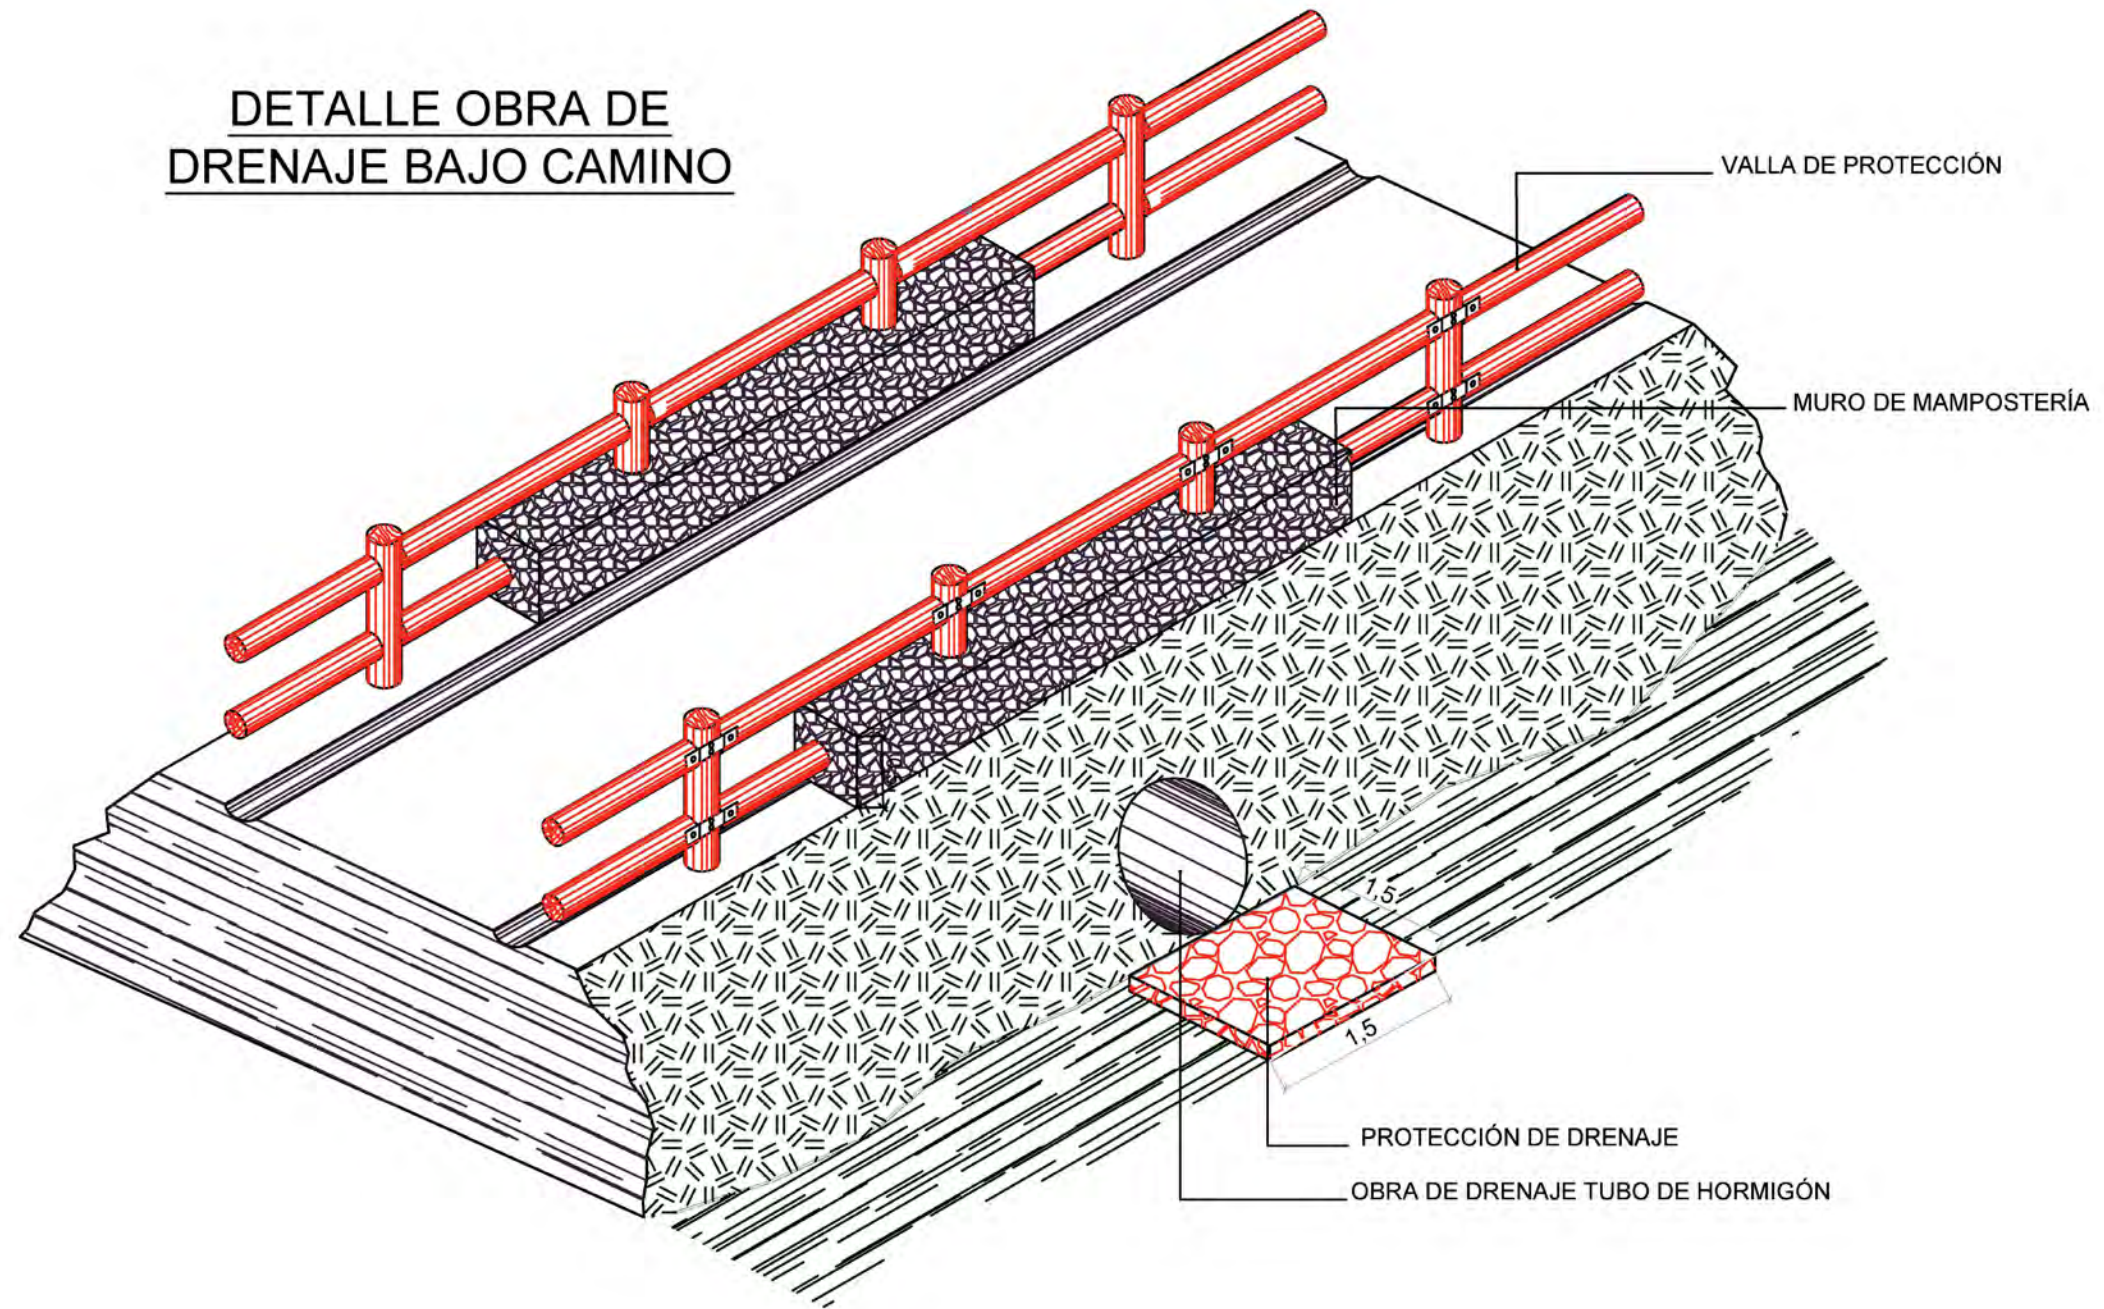 DETALLE OBRA DE
DRENAJE BAJO CAMINO
VALLA DE PROTECCIÓN
MURO DE MAMPOSTERÍA
1,5
1,5
PROTECCIÓN DE DRENAJE
OBRA DE DRENAJE TUBO DE HORMIGÓN